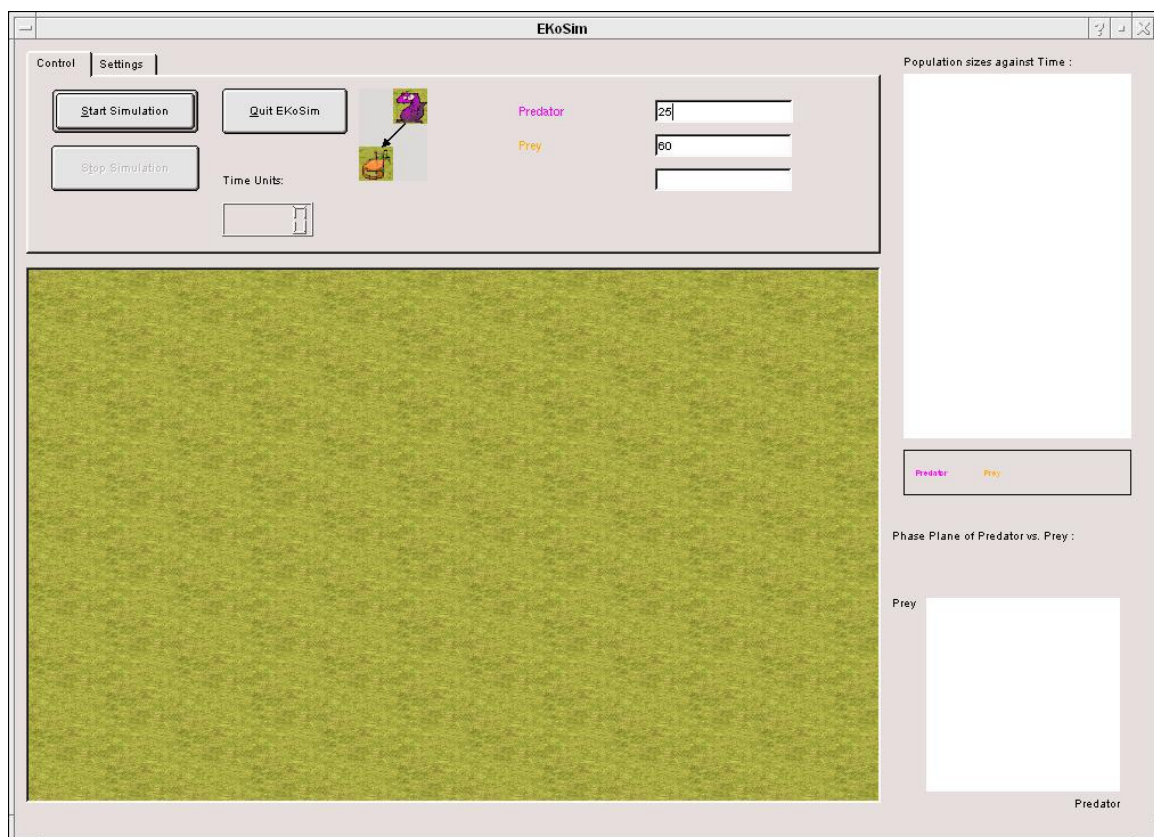 EKoSim
Control Settings
Population sizes against Time :
Start Simulation
Quit EKoSim
Predator 25
Prey 60
Stop Simulation
Time Units:
0
Predator Prey
Phase Plane of Predator vs. Prey :
Prey
Predator